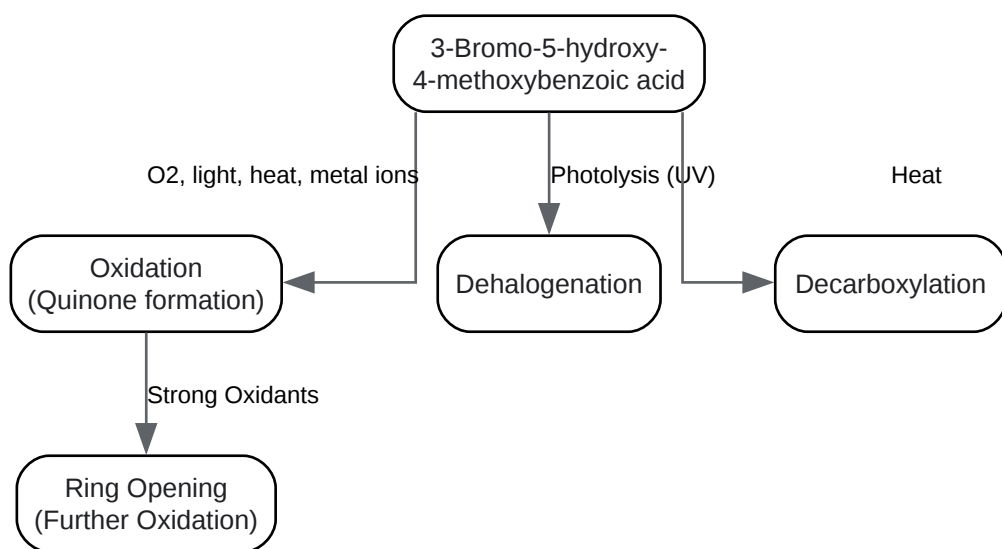 3-Bromo-5-hydroxy-
4-methoxybenzoic acid
O2, light, heat, metal ions
Photolysis (UV)
Heat
Oxidation
(Quinone formation)
Dehalogenation
Decarboxylation
Strong Oxidants
Ring Opening
(Further Oxidation)